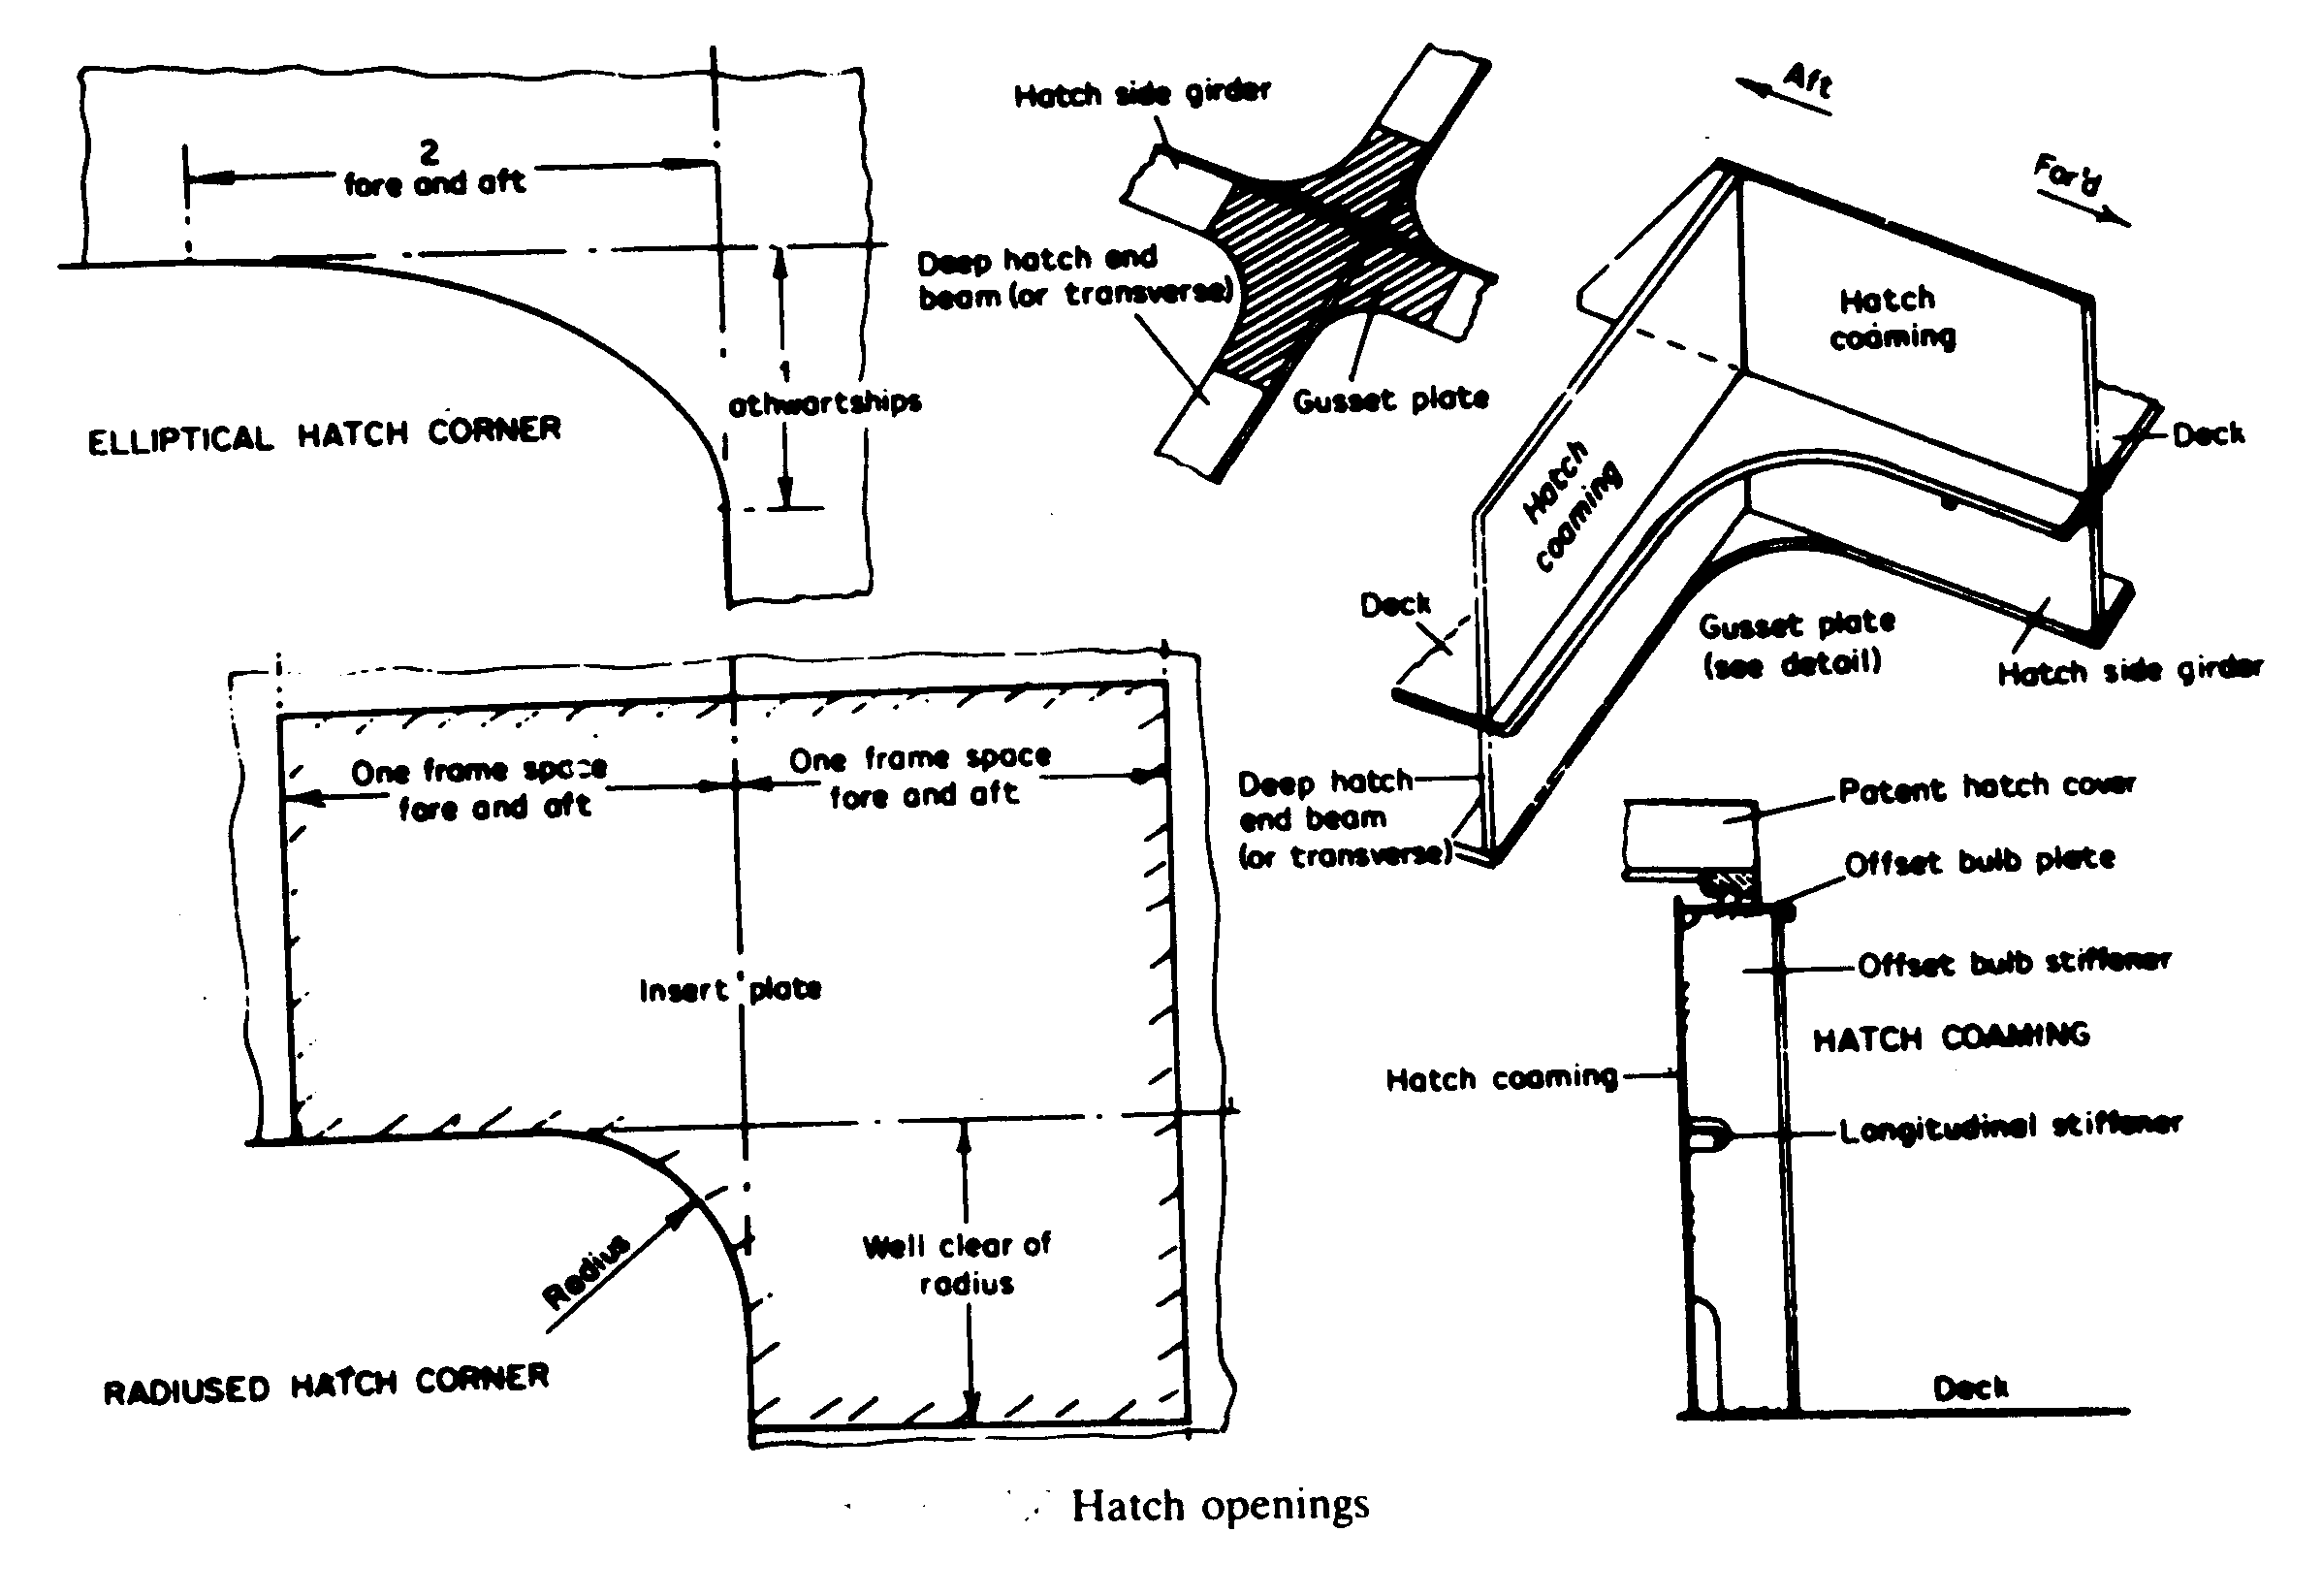 2
fore and aft
1
athwartships
ELLIPTICAL HATCH CORNER
Hatch side girder
Deep hatch end
beam (or transverse)
Gusset plate
Aft
For'd
Hatch
coaming
Hatch
coaming
Deck
Deck
Gusset plate
(see detail)
Hatch side girder
Deep hatch
end beam
(or transverse)
One frame space
fore and aft
One frame space
fore and aft
Insert plate
Well clear of
radius
Radius
RADIUSED HATCH CORNER
Patent hatch cover
Offset bulb plate
Offset bulb stiffener
HATCH COAMING
Hatch coaming
Longitudinal stiffener
Deck
Hatch openings